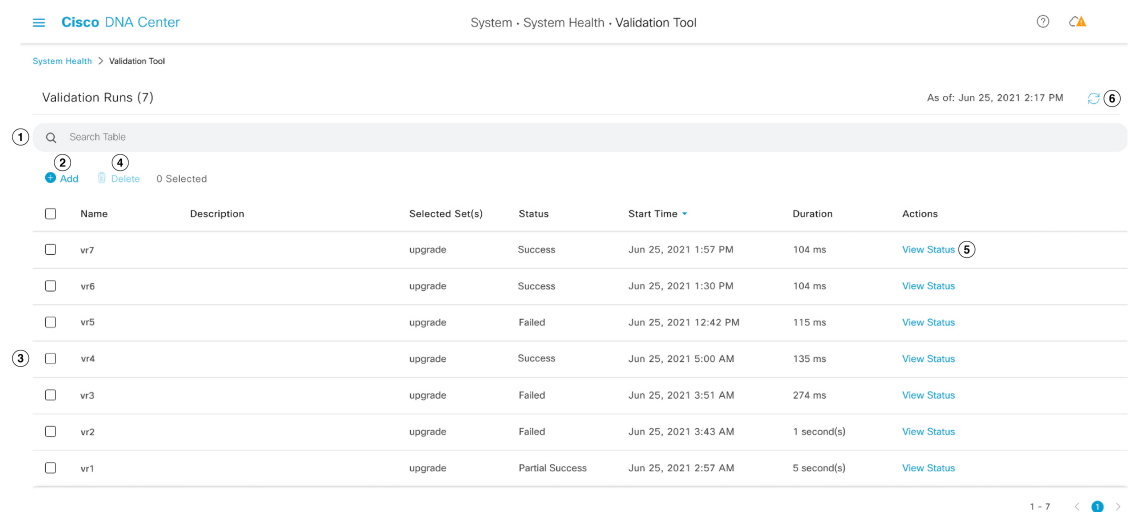 Cisco DNA Center System · System Health · Validation Tool
System Health > Validation Tool
Validation Runs (7) As of: Jun 25, 2021 2:17 PM 6
1 Search Table
2 4
Add Delete 0 Selected
Name Description Selected Set(s) Status Start Time Duration Actions
vr7 upgrade Success Jun 25, 2021 1:57 PM 104 ms View Status 5
vr6 upgrade Success Jun 25, 2021 1:30 PM 104 ms View Status
vr5 upgrade Failed Jun 25, 2021 12:42 PM 115 ms View Status
3 vr4 upgrade Success Jun 25, 2021 5:00 AM 135 ms View Status
vr3 upgrade Failed Jun 25, 2021 3:51 AM 274 ms View Status
vr2 upgrade Failed Jun 25, 2021 3:43 AM 1 second(s) View Status
vr1 upgrade Partial Success Jun 25, 2021 2:57 AM 5 second(s) View Status
1 - 7 < 1 >